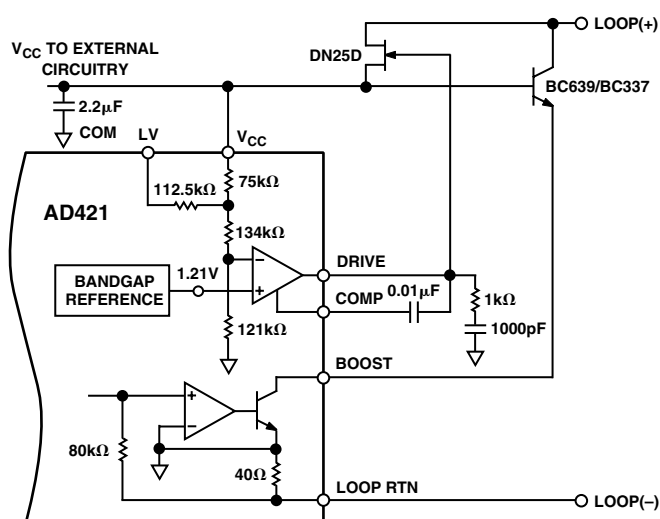 LOOP(+)
DN25D
V_CC TO EXTERNAL
CIRCUITRY
BC639/BC337
2.2μF
COM
LV
V_CC
75kΩ
112.5kΩ
AD421
134kΩ
BANDGAP
REFERENCE
1.21V
−
+
DRIVE
COMP
0.01μF
1kΩ
1000pF
121kΩ
BOOST
+
−
80kΩ
40Ω
LOOP RTN
LOOP(−)